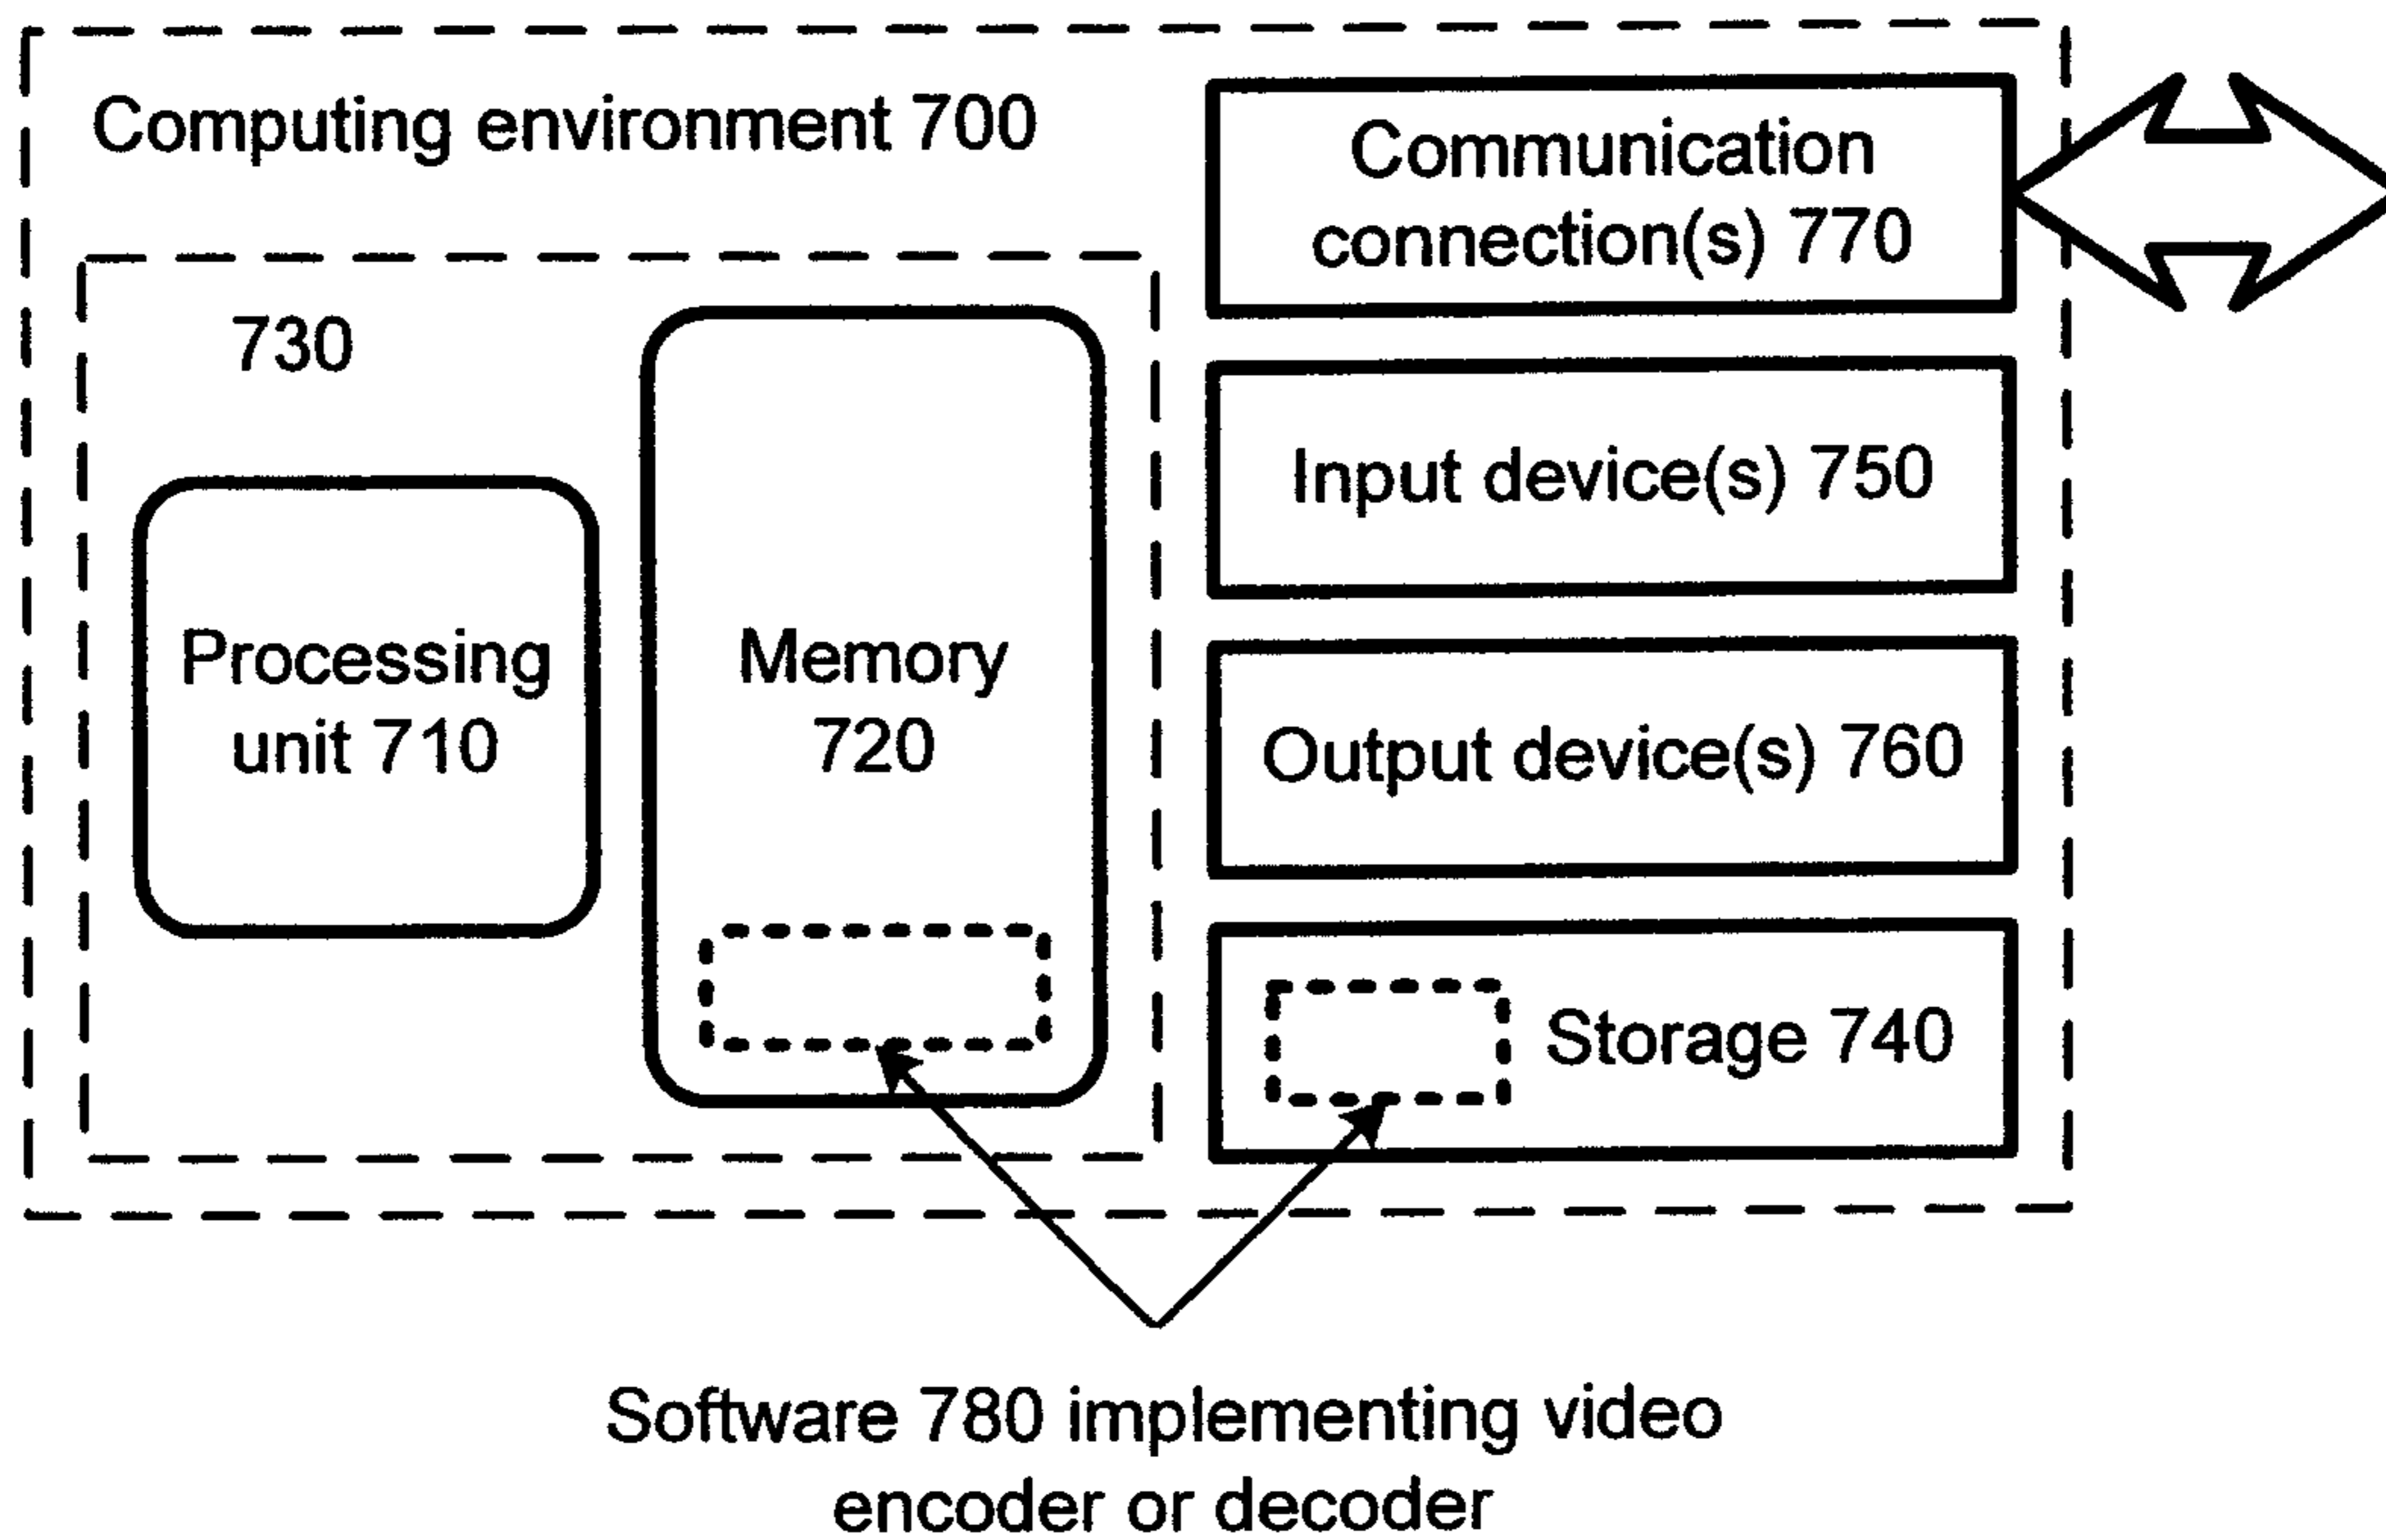 Computing environment 700
Communication
connection(s) 770
730
Input device(s) 750
Processing
unit 710
Memory
720
Output device(s) 760
Storage 740
Software 780 implementing video
encoder or decoder